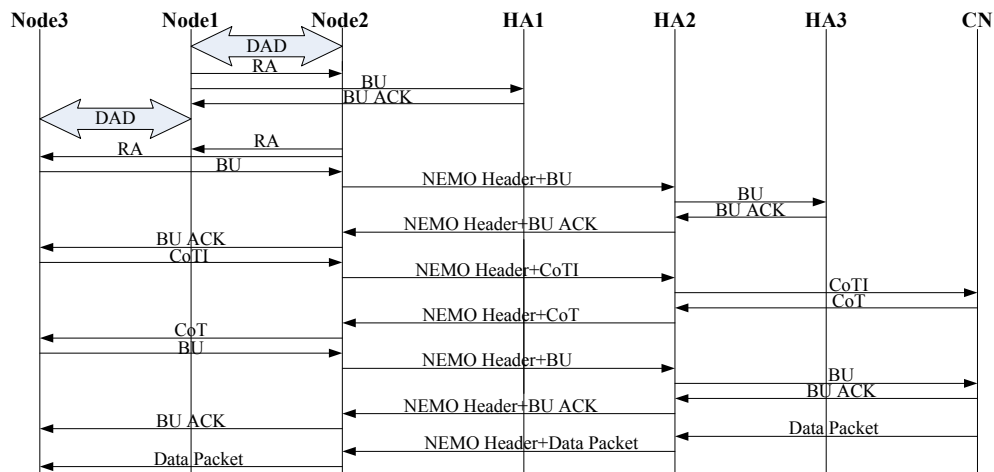 Node3 Node1 Node2 HA1 HA2 HA3 CN
DAD
RA
BU
BU ACK
DAD
RA
RA
BU
NEMO Header+BU
BU
BU ACK
NEMO Header+BU ACK
BU ACK
CoTI
NEMO Header+CoTI
CoTI
CoT
NEMO Header+CoT
CoT
BU
NEMO Header+BU
BU
BU ACK
NEMO Header+BU ACK
BU ACK
Data Packet
NEMO Header+Data Packet
Data Packet